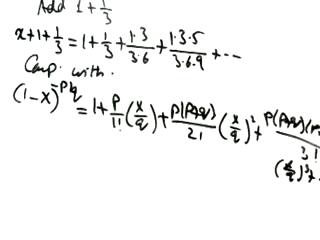 Add 1+1/3
x+1+1/3 = 1+1/3+1·3/3·6+1·3·5/3·6·9+---
Comp. with.
(1-x)^-P/q = 1+P/1!(x/q)+P(P+q)/2!(x/q)²+P(P+q)(
3!
(x/q)³+